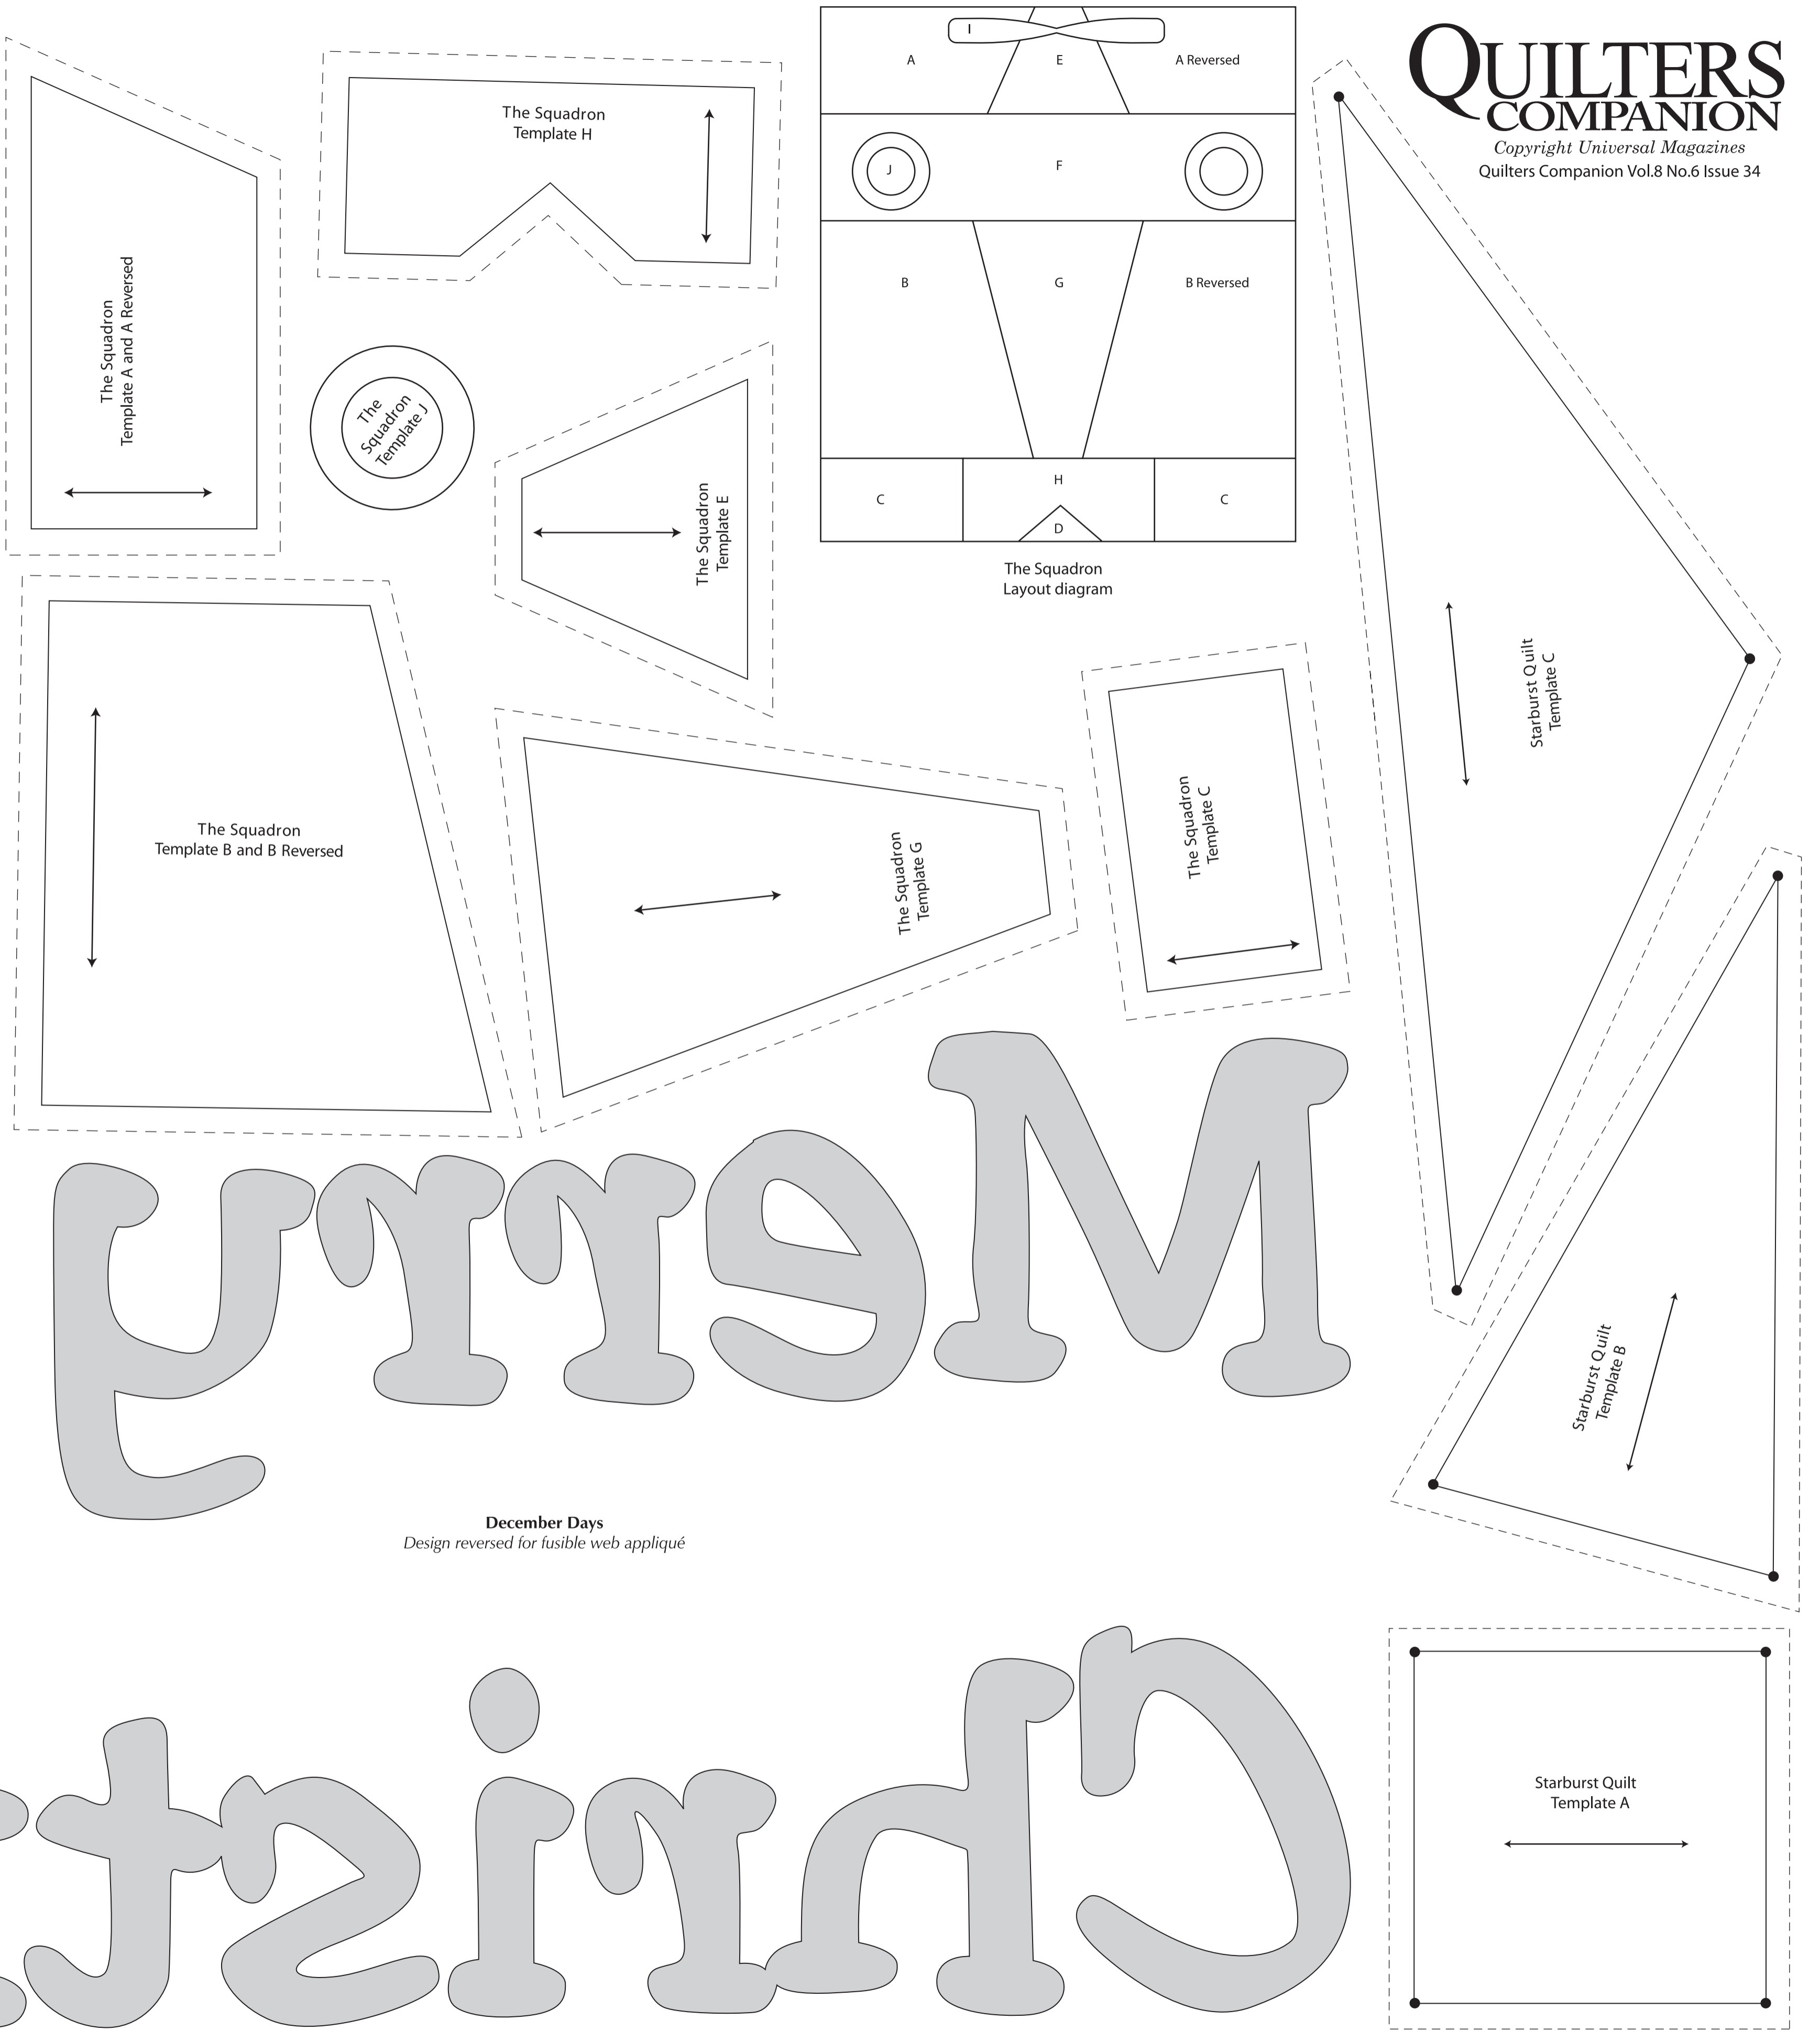 QUILTERS
COMPANION
Copyright Universal Magazines
Quilters Companion Vol.8 No.6 Issue 34
The Squadron
Template A and A Reversed
The Squadron
Template H
I
A
E
A Reversed
J
F
B
G
B Reversed
C
H
C
D
The Squadron
Layout diagram
The
Squadron
Template J
The Squadron
Template E
The Squadron
Template B and B Reversed
The Squadron
Template G
The Squadron
Template C
Starburst Quilt
Template C
Starburst Quilt
Template B
Merry
December Days
Design reversed for fusible web appliqué
Christ
Starburst Quilt
Template A